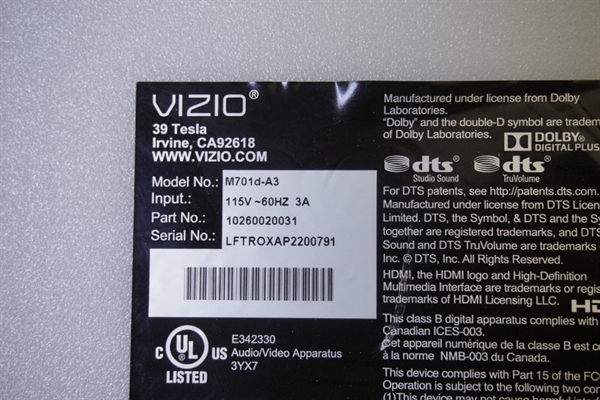 VIZIO®
39 Tesla
Irvine, CA92618
WWW.VIZIO.COM
Model No.: M701d-A3
Input.: 115V ~60HZ 3A
Part No.: 10260020031
Serial No.: LFTROXAP2200791
C UL® US
LISTED
E342330
Audio/Video Apparatus
3YX7
Manufactured under license from Dolby
Laboratories.
"Dolby" and the double-D symbol are
of Dolby Laboratories.
DOLBY
DIGITAL PLUS
dts
Studio Sound
dts
TruVolume
For DTS patents, see http://patents.dts.com.
Manufactured under license from DTS
Limited. DTS, the Symbol, & DTS and the
together are registered trademarks, and DTS
Sound and DTS TruVolume are trademarks
Inc. © DTS, Inc. All Rights Reserved.
HDMI, the HDMI logo and High-Definition
Multimedia Interface are trademarks or
trademarks of HDMI Licensing LLC.
This class B digital apparatus complies with
Canadian ICES-003.
Cet appareil numérique de la classe B est
à la norme NMB-003 du Canada.
This device complies with Part 15 of the
Operation is subject to the following two
(1)This device may not cause harmful